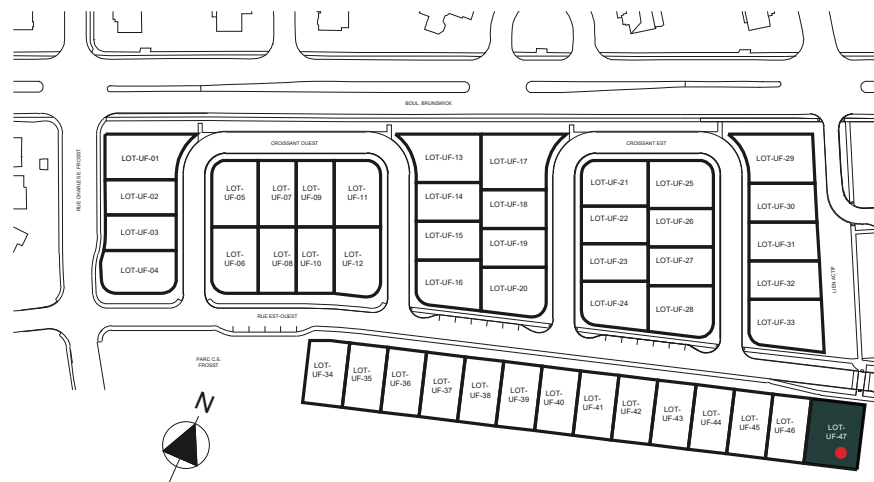 BOUL. BRUNSWICK
RUE CHARLES E. FROSST
CROISSANT OUEST
CROISSANT EST
LOT-UF-01
LOT-UF-02
LOT-UF-03
LOT-UF-04
LOT-
UF-05
LOT-
UF-07
LOT-
UF-09
LOT-
UF-11
LOT-
UF-06
LOT-
UF-08
LOT-
UF-10
LOT-
UF-12
LOT-UF-13
LOT-UF-14
LOT-UF-15
LOT-UF-16
LOT-UF-17
LOT-UF-18
LOT-UF-19
LOT-UF-20
LOT-UF-21
LOT-UF-22
LOT-UF-23
LOT-UF-24
LOT-UF-25
LOT-UF-26
LOT-UF-27
LOT-UF-28
LOT-UF-29
LOT-UF-30
LOT-UF-31
LOT-UF-32
LOT-UF-33
LIEN ACTIF
RUE EST-OUEST
PARC C.E.
FROSST
LOT-
UF-34
LOT-
UF-35
LOT-
UF-36
LOT-
UF-37
LOT-
UF-38
LOT-
UF-39
LOT-
UF-40
LOT-
UF-41
LOT-
UF-42
LOT-
UF-43
LOT-
UF-44
LOT-
UF-45
LOT-
UF-46
LOT-
UF-47
N